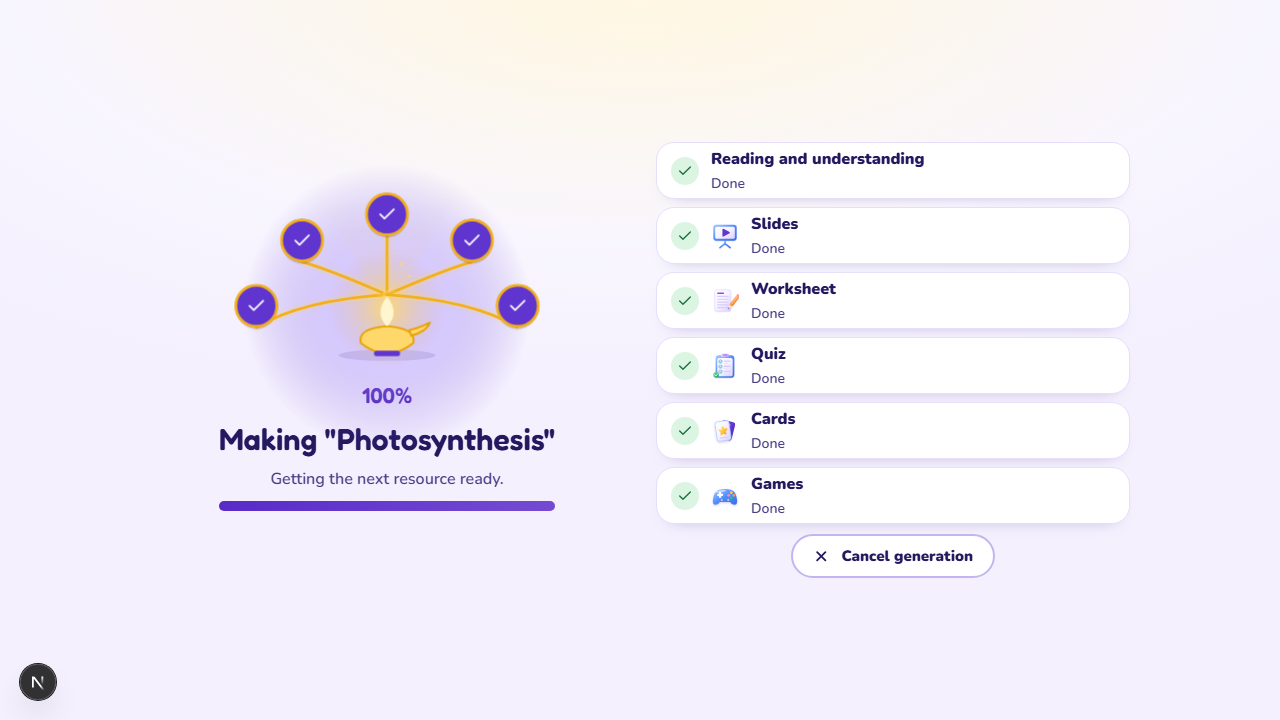 100%
Making "Photosynthesis"
Getting the next resource ready.
Reading and understanding
Done
Slides
Done
Worksheet
Done
Quiz
Done
Cards
Done
Games
Done
Cancel generation
N